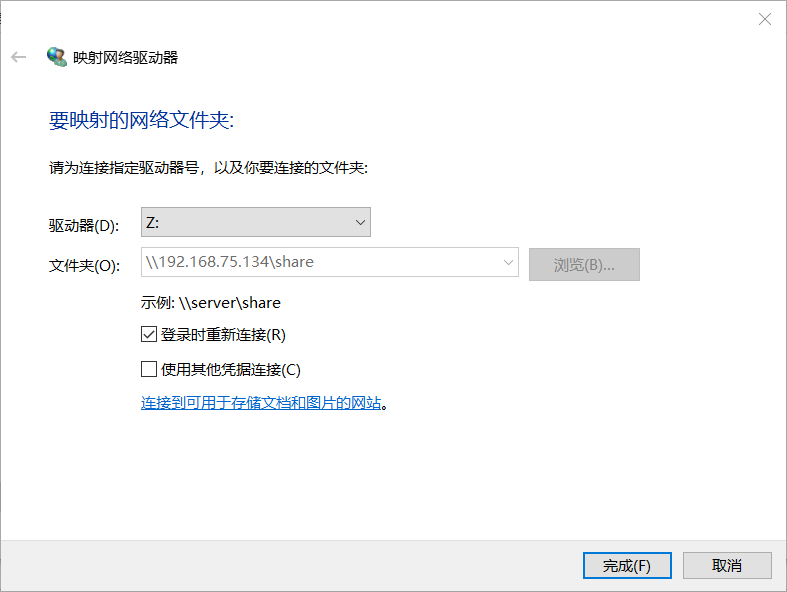 映射网络驱动器
要映射的网络文件夹:
请为连接指定驱动器号，以及你要连接的文件夹:
驱动器(D): Z:
文件夹(O): \\192.168.75.134\share 浏览(B)...
示例: \\server\share
登录时重新连接(R)
使用其他凭据连接(C)
连接到可用于存储文档和图片的网站。
完成(F) 取消